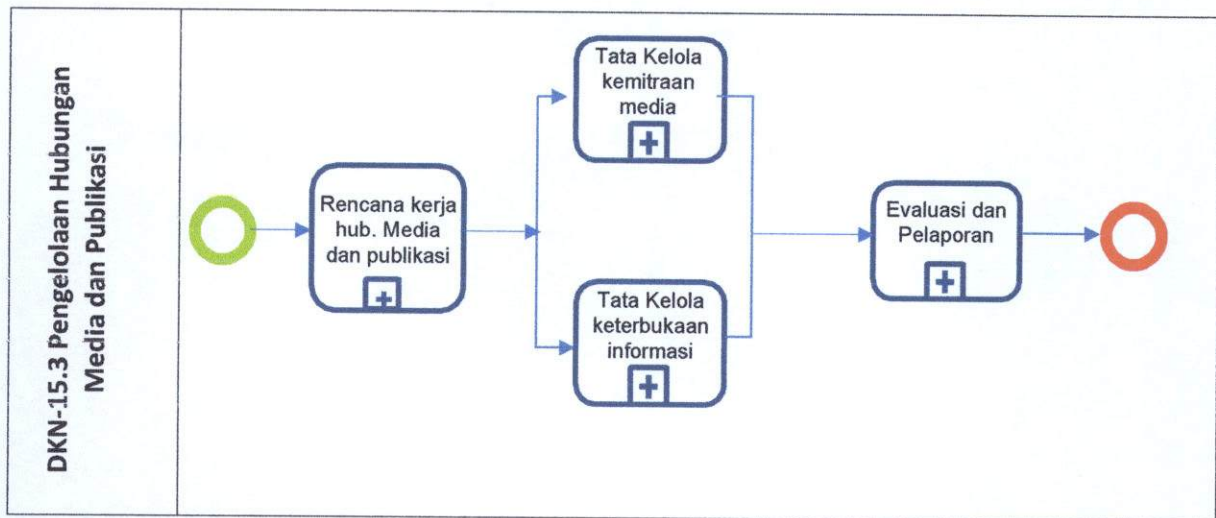 DKN-15.3 Pengelolaan Hubungan
Media dan Publikasi
Rencana kerja
hub. Media
dan publikasi
Tata Kelola
kemitraan
media
Tata Kelola
keterbukaan
informasi
Evaluasi dan
Pelaporan